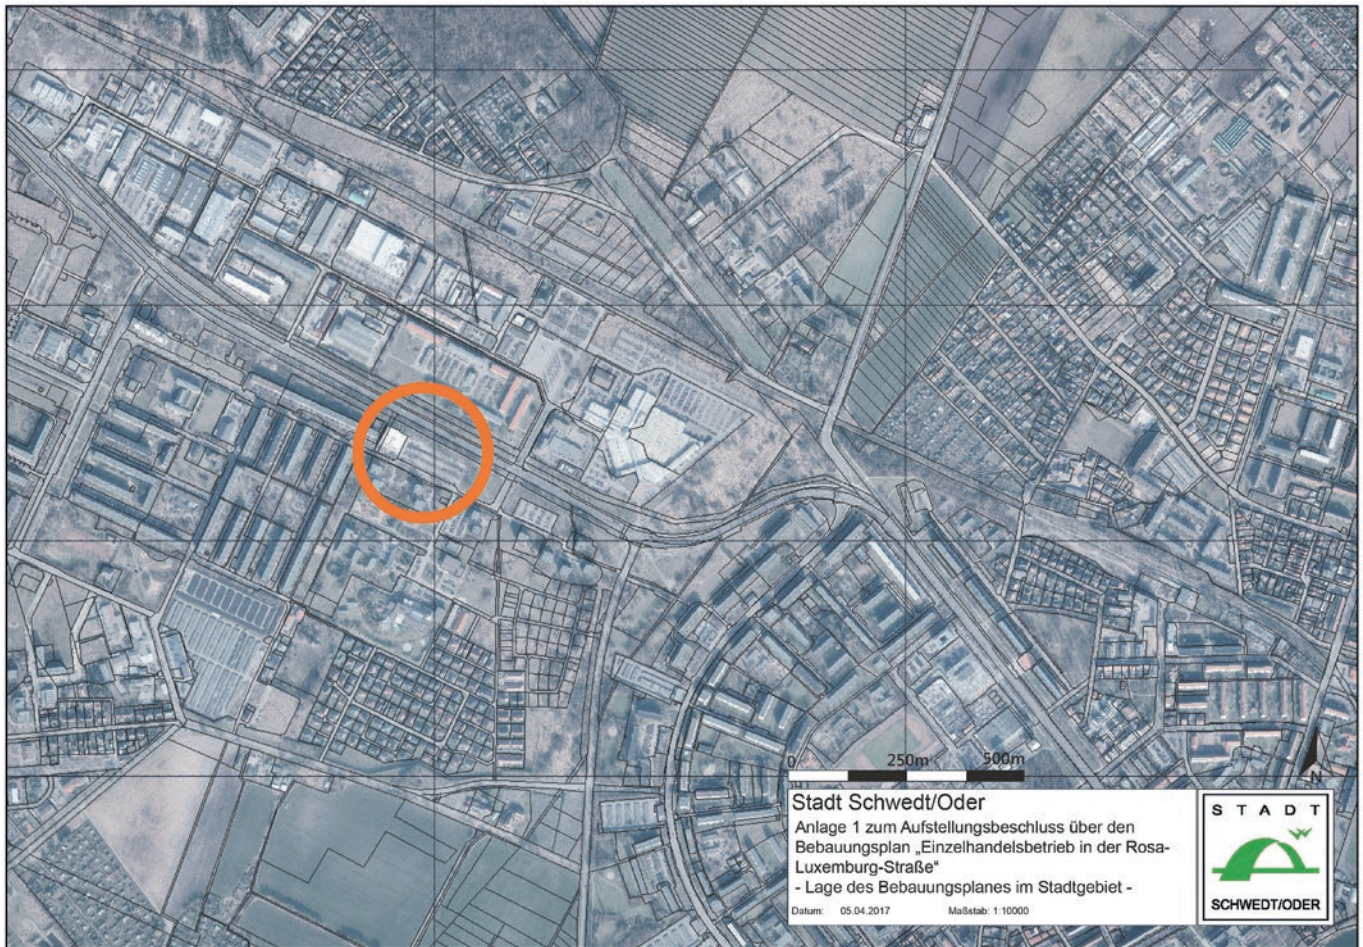 0 250m 500m
N
Stadt Schwedt/Oder
Anlage 1 zum Aufstellungsbeschluss über den
Bebauungsplan „Einzelhandelsbetrieb in der Rosa-
Luxemburg-Straße“
- Lage des Bebauungsplanes im Stadtgebiet -
Datum: 05.04.2017 Maßstab: 1:10000
STADT
SCHWEDT/ODER